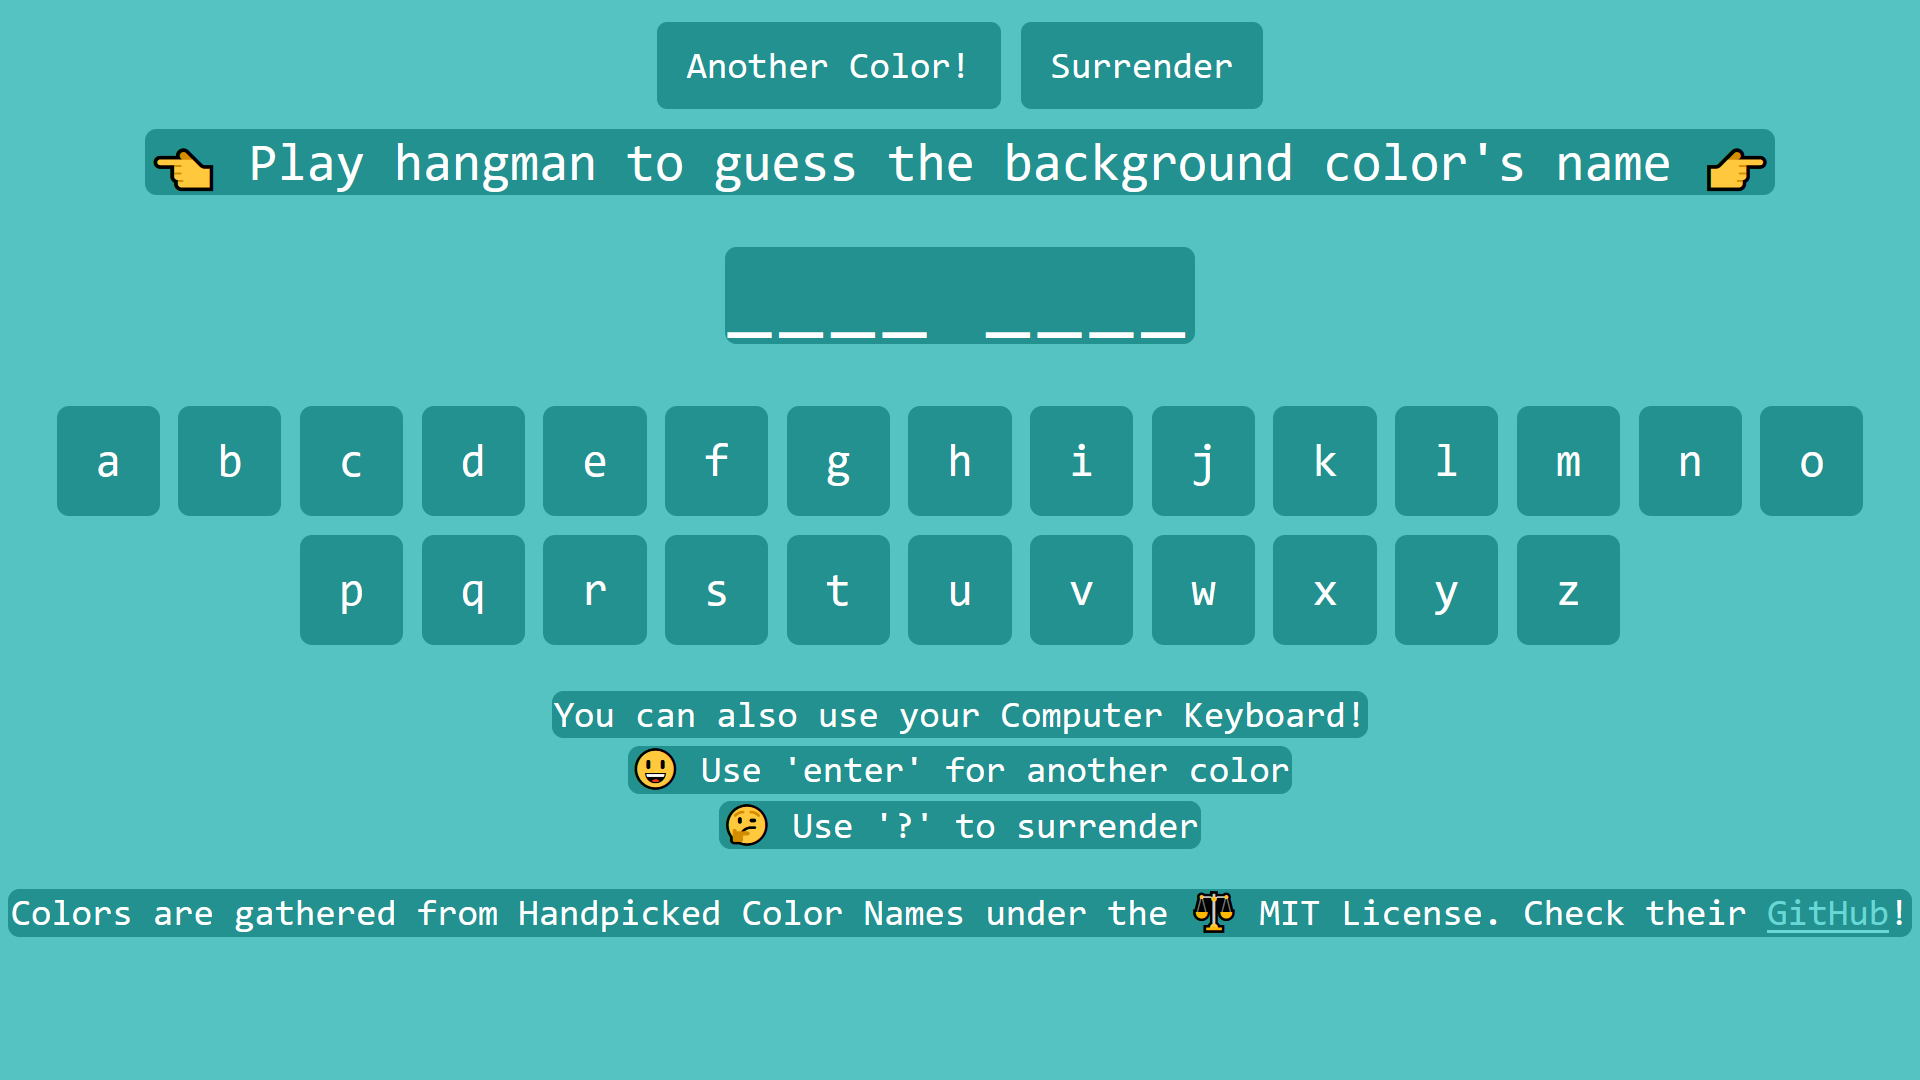 Another Color! Surrender
👈 Play hangman to guess the background color's name 👉
____ ____
a b c d e f g h i j k l m n o
p q r s t u v w x y z
You can also use your Computer Keyboard!
😃 Use 'enter' for another color
🤔 Use '?' to surrender
Colors are gathered from Handpicked Color Names under the ⚖️ MIT License. Check their GitHub!